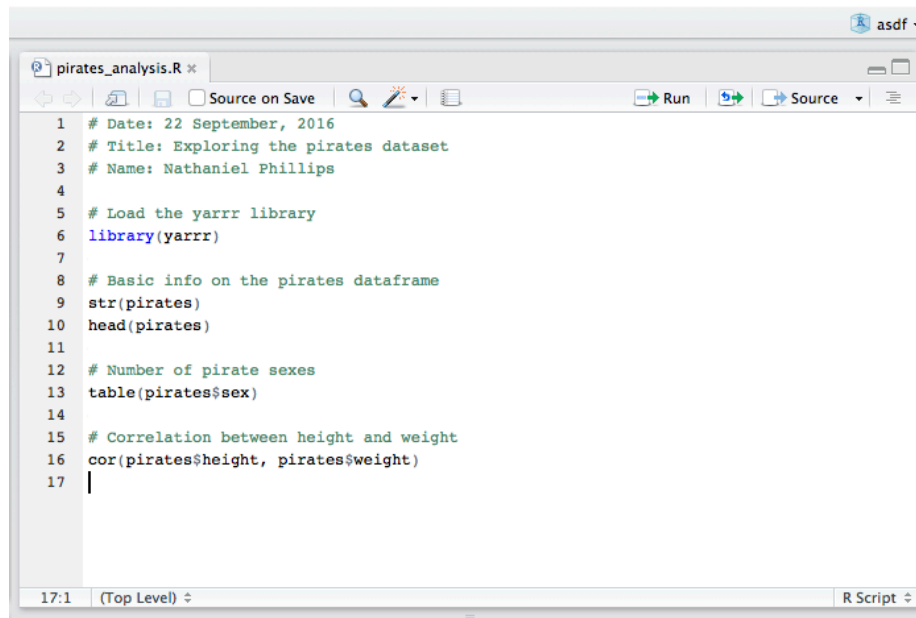 asdf
pirates_analysis.R
Source on Save Run Source
1 # Date: 22 September, 2016
2 # Title: Exploring the pirates dataset
3 # Name: Nathaniel Phillips
4
5 # Load the yarrr library
6 library(yarrr)
7
8 # Basic info on the pirates dataframe
9 str(pirates)
10 head(pirates)
11
12 # Number of pirate sexes
13 table(pirates$sex)
14
15 # Correlation between height and weight
16 cor(pirates$height, pirates$weight)
17
17:1 (Top Level) R Script